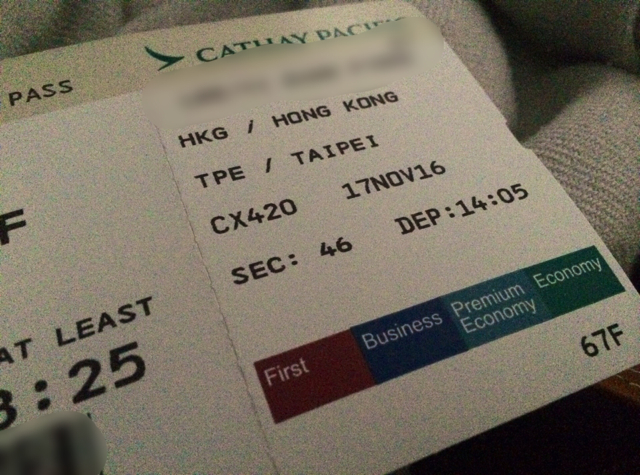 PASS
F
AT LEAST
:25
CATHAY PACIFIC
HKG / HONG KONG
TPE / TAIPEI
CX420 17NOV16
SEC: 46 DEP:14:05
First Business Premium Economy Economy
67F